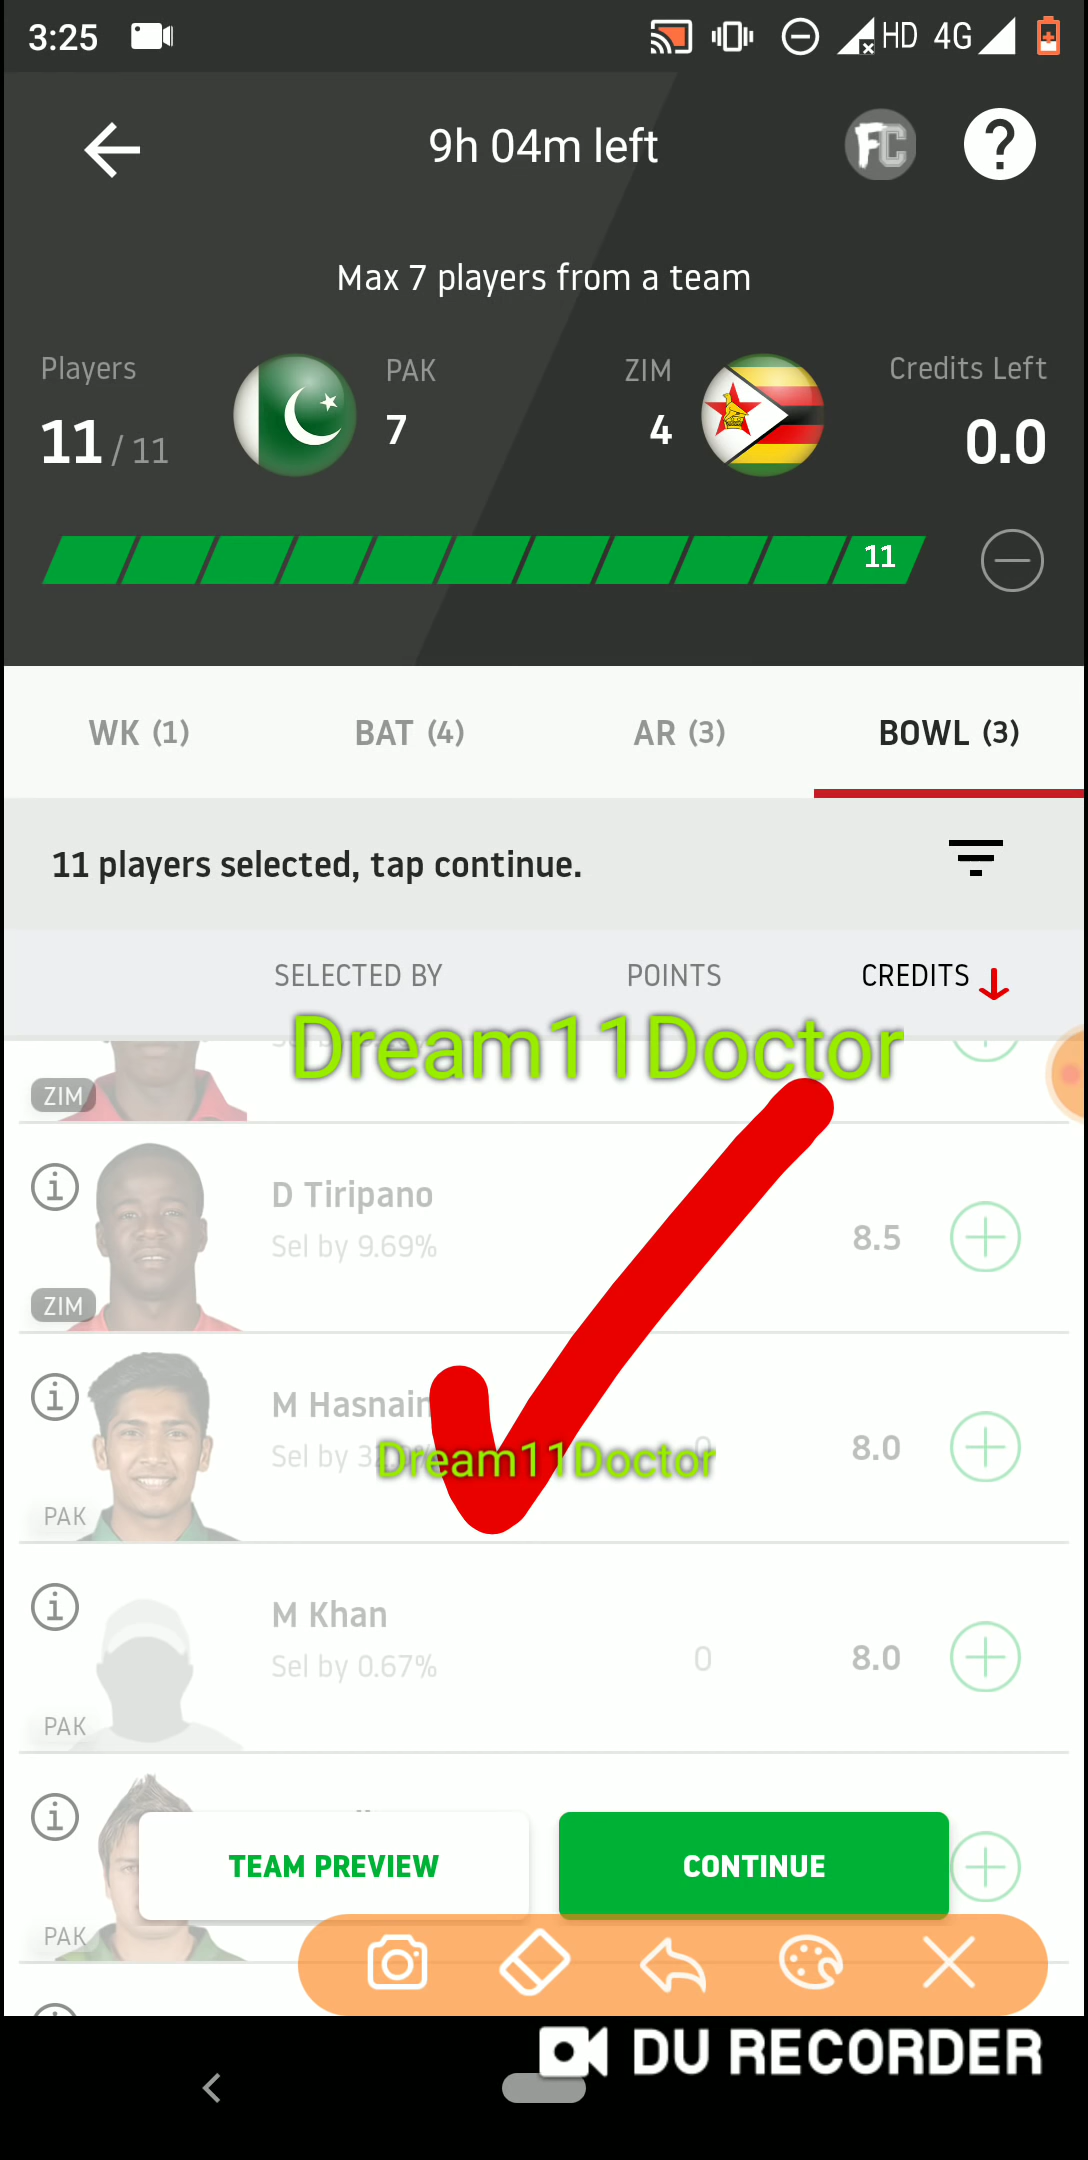 3:25 HD 4G
9h 04m left FC ?
Max 7 players from a team
Players PAK ZIM Credits Left
11 / 11 7 4 0.0
11
WK (1) BAT (4) AR (3) BOWL (3)
11 players selected, tap continue.
SELECTED BY POINTS CREDITS
Dream11Doctor
ZIM
D Tiripano
Sel by 9.69% 8.5
ZIM
M Hasnain
Sel by 0 8.0
Dream11Doctor
PAK
M Khan
Sel by 0.67% 0 8.0
PAK
TEAM PREVIEW CONTINUE
PAK
DU RECORDER